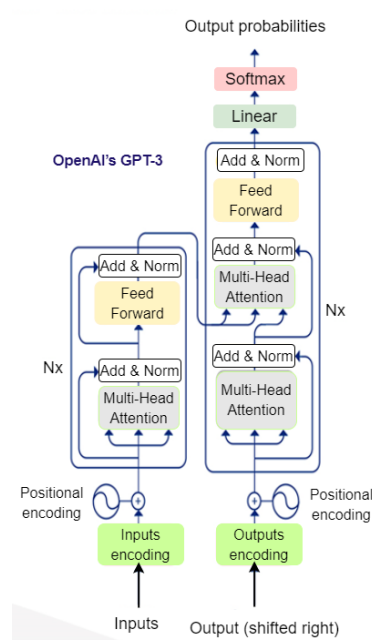 Output probabilities
Softmax
Linear
OpenAI's GPT-3
Add & Norm
Feed
Forward
Add & Norm
Multi-Head
Attention
Add & Norm
Feed
Forward
Nx
Add & Norm
Multi-Head
Attention
Nx
Add & Norm
Multi-Head
Attention
Positional
encoding
Positional
encoding
Inputs
encoding
Outputs
encoding
Inputs
Output (shifted right)